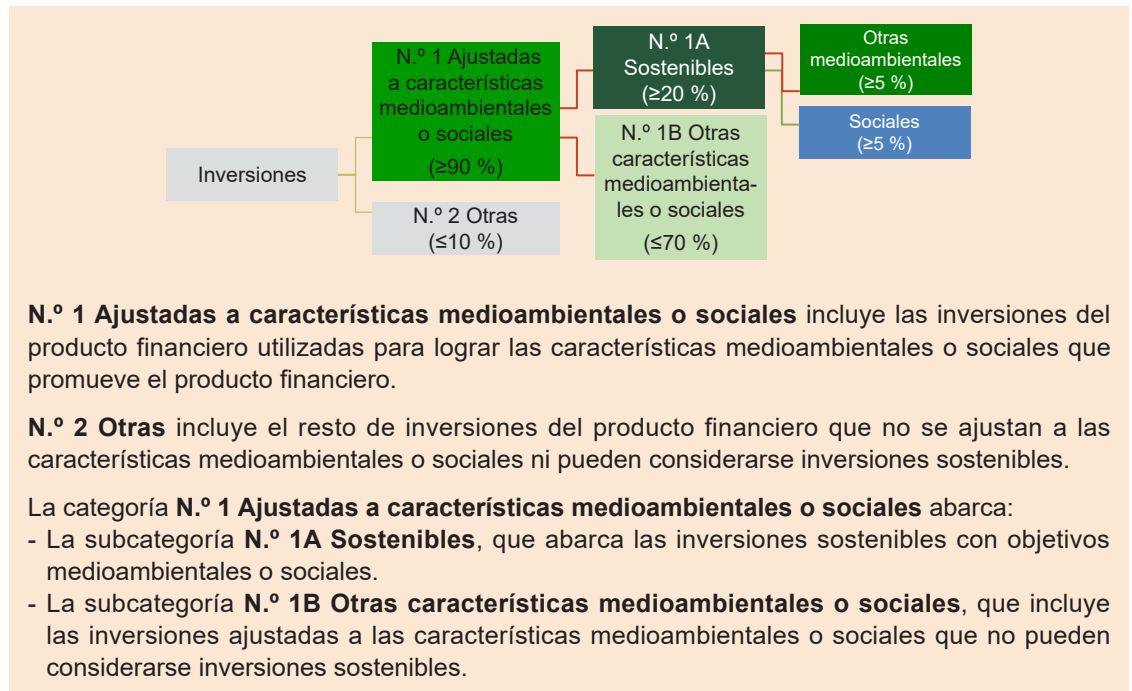 Inversiones
N.º 1 Ajustadas
a características
medioambientales
o sociales
(≥90 %)
N.º 2 Otras
(≤10 %)
N.º 1A
Sostenibles
(≥20 %)
N.º 1B Otras
características
medioambienta-
les o sociales
(≤70 %)
Otras
medioambientales
(≥5 %)
Sociales
(≥5 %)
N.º 1 Ajustadas a características medioambientales o sociales incluye las inversiones del
producto financiero utilizadas para lograr las características medioambientales o sociales que
promueve el producto financiero.
N.º 2 Otras incluye el resto de inversiones del producto financiero que no se ajustan a las
características medioambientales o sociales ni pueden considerarse inversiones sostenibles.
La categoría N.º 1 Ajustadas a características medioambientales o sociales abarca:
- La subcategoría N.º 1A Sostenibles, que abarca las inversiones sostenibles con objetivos
medioambientales o sociales.
- La subcategoría N.º 1B Otras características medioambientales o sociales, que incluye
las inversiones ajustadas a las características medioambientales o sociales que no pueden
considerarse inversiones sostenibles.